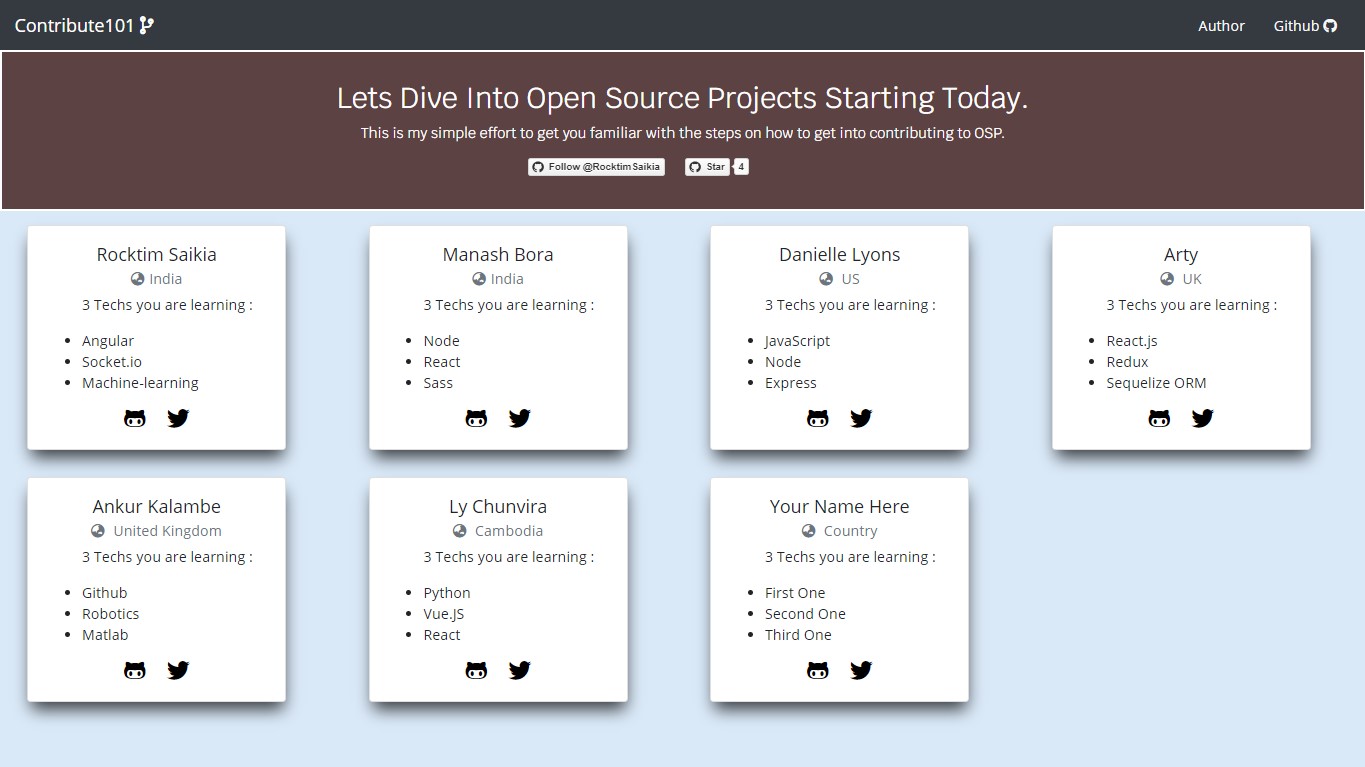 Contribute101
Author
Github
Lets Dive Into Open Source Projects Starting Today.
This is my simple effort to get you familiar with the steps on how to get into contributing to OSP.
Follow @RocktimSaikia
Star
4
Rocktim Saikia
India
3 Techs you are learning :
Angular
Socket.io
Machine-learning
Manash Bora
India
3 Techs you are learning :
Node
React
Sass
Danielle Lyons
US
3 Techs you are learning :
JavaScript
Node
Express
Arty
UK
3 Techs you are learning :
React.js
Redux
Sequelize ORM
Ankur Kalambe
United Kingdom
3 Techs you are learning :
Github
Robotics
Matlab
Ly Chunvira
Cambodia
3 Techs you are learning :
Python
Vue.JS
React
Your Name Here
Country
3 Techs you are learning :
First One
Second One
Third One